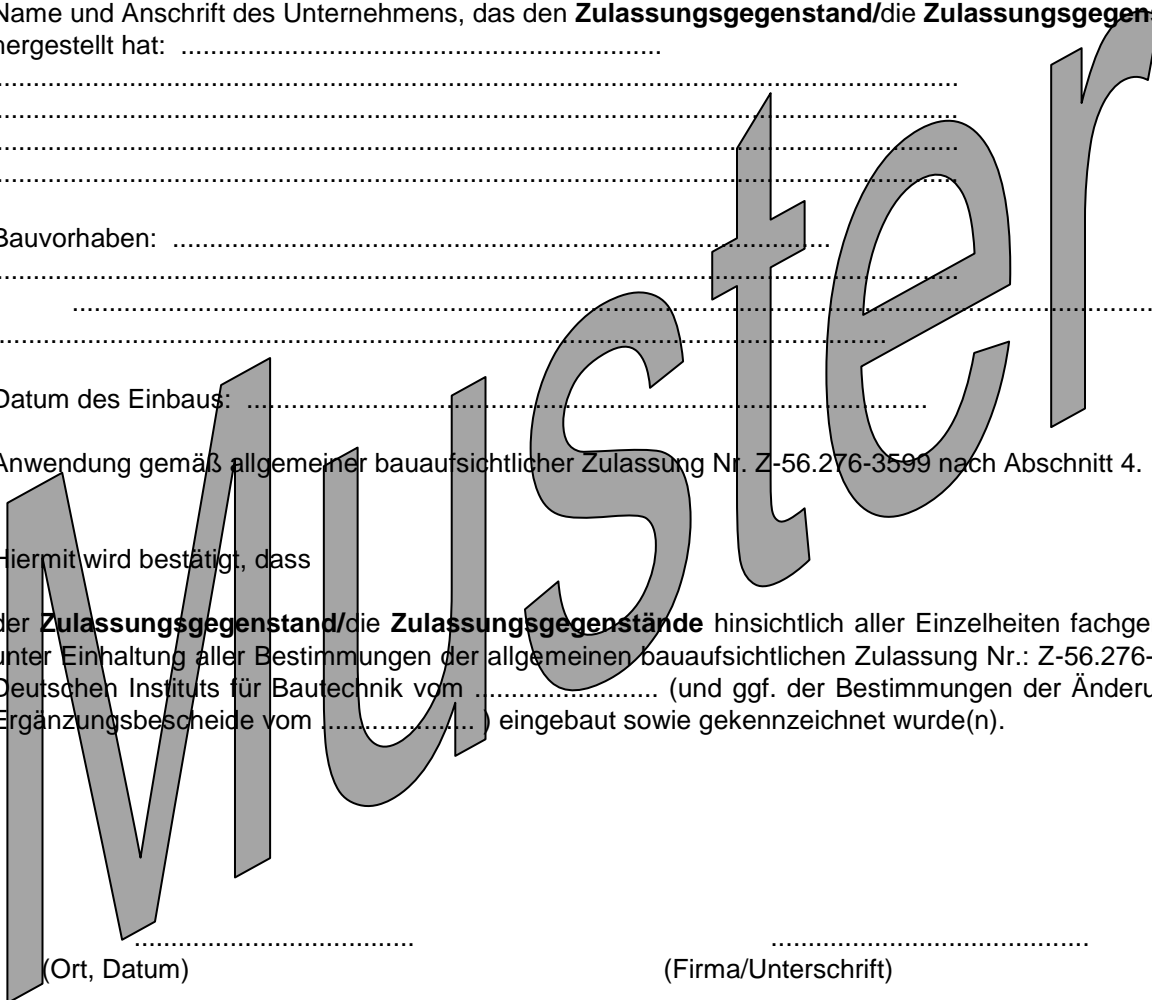 Name und Anschrift des Unternehmens, das den Zulassungsgegenstand/die Zulassungsgegens
hergestellt hat: ......................................................
..........................................................................................................
..........................................................................................................
..........................................................................................................
..........................................................................................................
Bauvorhaben: ..........................................................................
..........................................................................................................
..........................................................................................................
..........................................................................................................
Datum des Einbaus: ............................................................................
Anwendung gemäß allgemeiner bauaufsichtlicher Zulassung Nr. Z-56.276-3599 nach Abschnitt 4.
Hiermit wird bestätigt, dass
der Zulassungsgegenstand/die Zulassungsgegenstände hinsichtlich aller Einzelheiten fachge
unter Einhaltung aller Bestimmungen der allgemeinen bauaufsichtlichen Zulassung Nr.: Z-56.276-
Deutschen Instituts für Bautechnik vom ......................... (und ggf. der Bestimmungen der Änderu
Ergänzungsbescheide vom ..................... ) eingebaut sowie gekennzeichnet wurde(n).
...................................... ...........................................
(Ort, Datum) (Firma/Unterschrift)
Muster